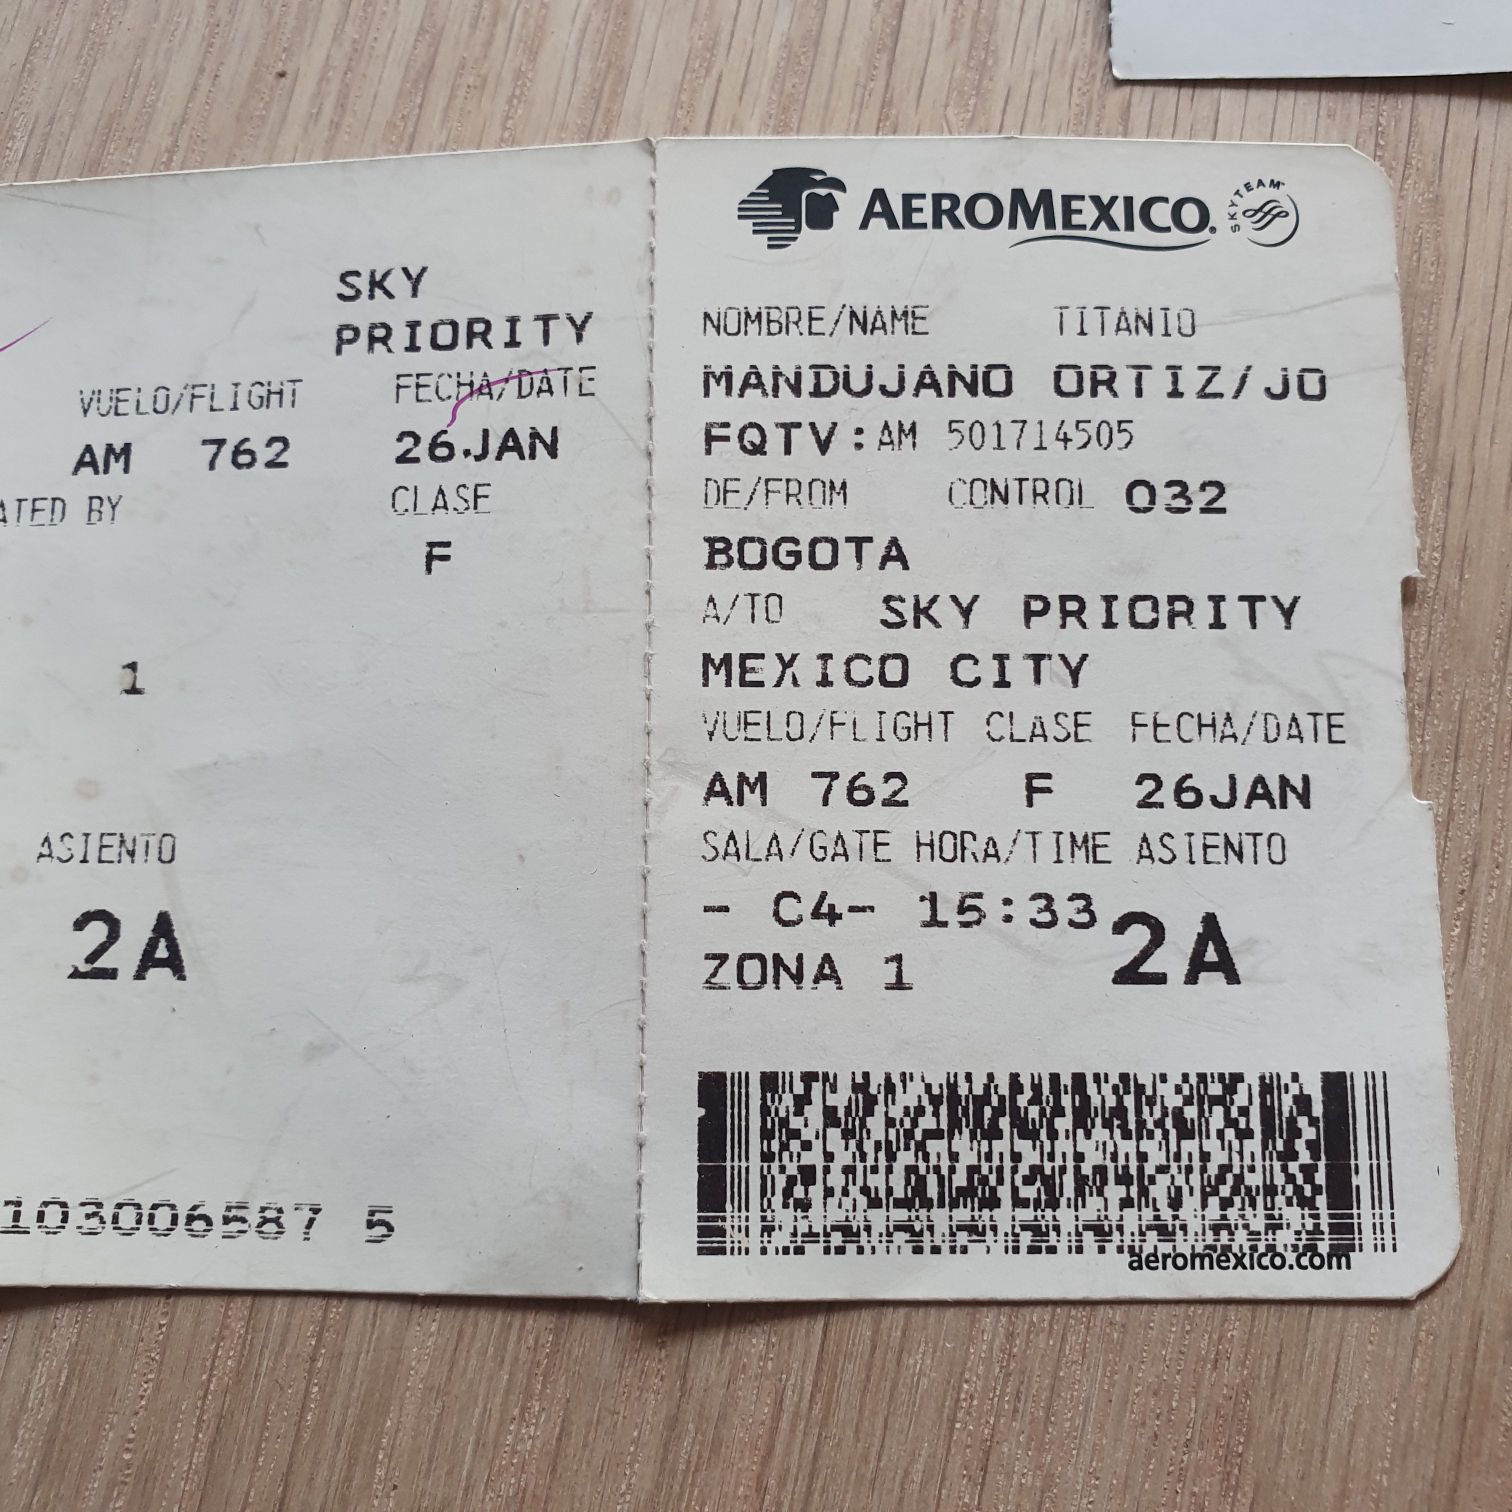 SKY
PRIORITY
VUELO/FLIGHT FECHA/DATE
AM 762 26.JAN
ATED BY CLASE
F
1
ASIENTO
2A
103006587 5
AEROMEXICO. SKYTEAM
NOMBRE/NAME TITANIO
MANDUJANO ORTIZ/JO
FQTV:AM 501714505
DE/FROM CONTROL 032
BOGOTA
A/TO SKY PRIORITY
MEXICO CITY
VUELO/FLIGHT CLASE FECHA/DATE
AM 762 F 26JAN
SALA/GATE HORA/TIME ASIENTO
- C4- 15:33 2A
ZONA 1
aeromexico.com